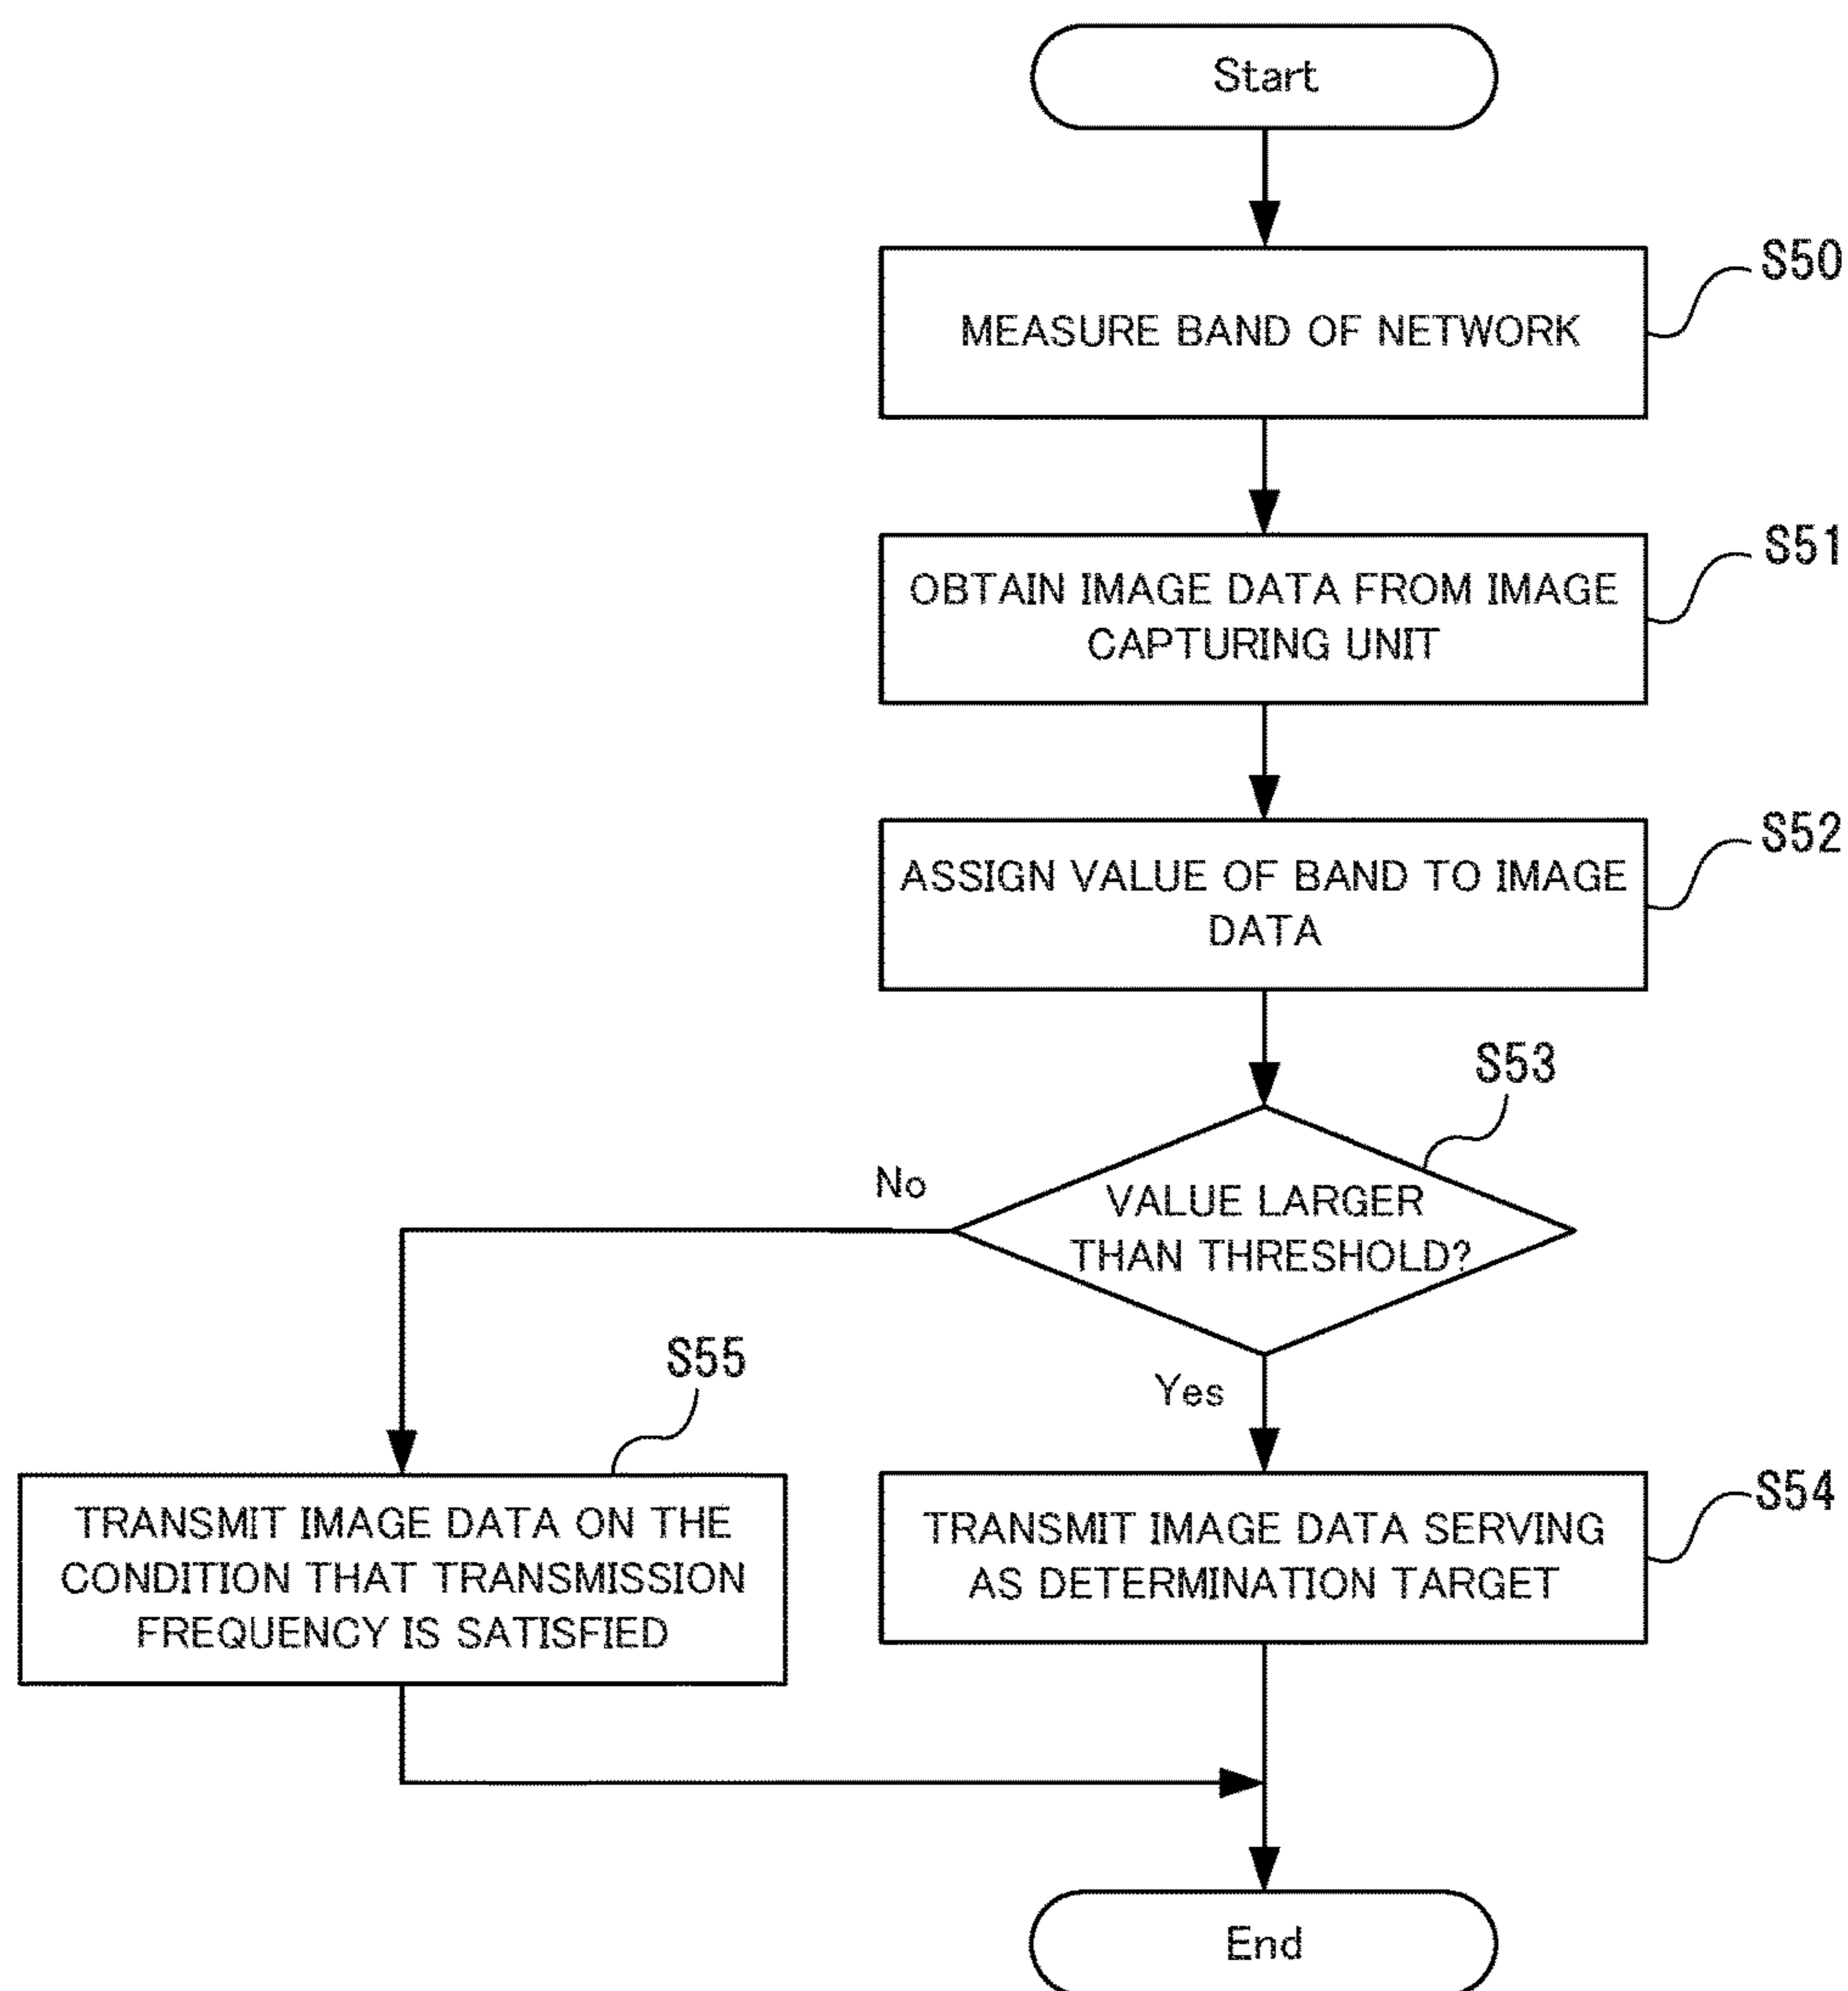 Start
MEASURE BAND OF NETWORK
S50
OBTAIN IMAGE DATA FROM IMAGE
CAPTURING UNIT
S51
ASSIGN VALUE OF BAND TO IMAGE
DATA
S52
S53
VALUE LARGER
THAN THRESHOLD?
No
Yes
S55
TRANSMIT IMAGE DATA ON THE
CONDITION THAT TRANSMISSION
FREQUENCY IS SATISFIED
TRANSMIT IMAGE DATA SERVING
AS DETERMINATION TARGET
S54
End